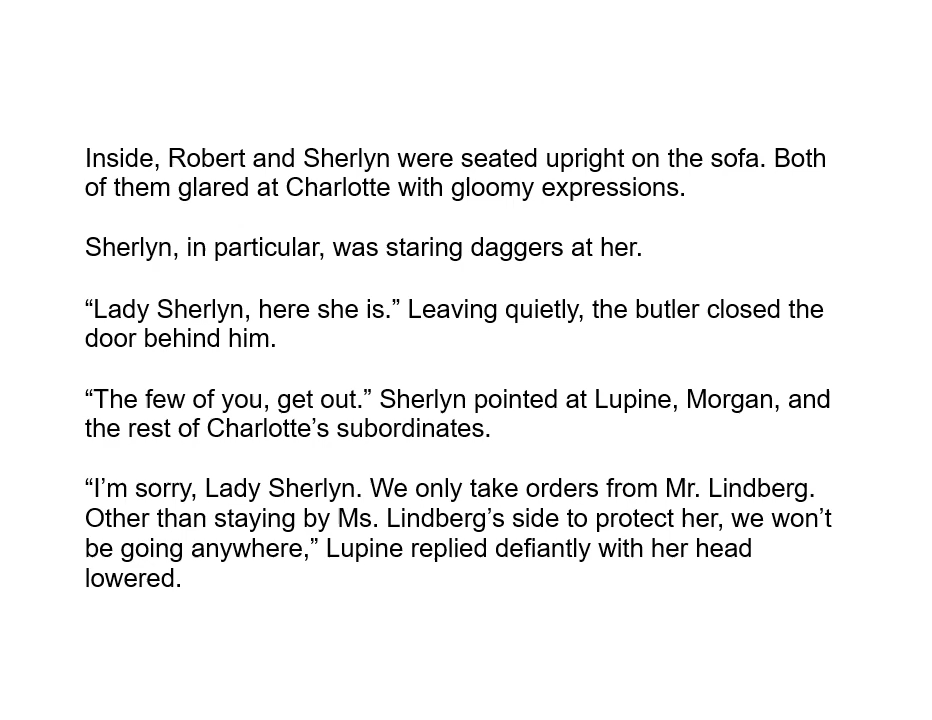 Inside, Robert and Sherlyn were seated upright on the sofa. Both
of them glared at Charlotte with gloomy expressions.
Sherlyn, in particular, was staring daggers at her.
“Lady Sherlyn, here she is.” Leaving quietly, the butler closed the
door behind him.
“The few of you, get out.” Sherlyn pointed at Lupine, Morgan, and
the rest of Charlotte’s subordinates.
“I’m sorry, Lady Sherlyn. We only take orders from Mr. Lindberg.
Other than staying by Ms. Lindberg’s side to protect her, we won’t
be going anywhere,” Lupine replied defiantly with her head
lowered.